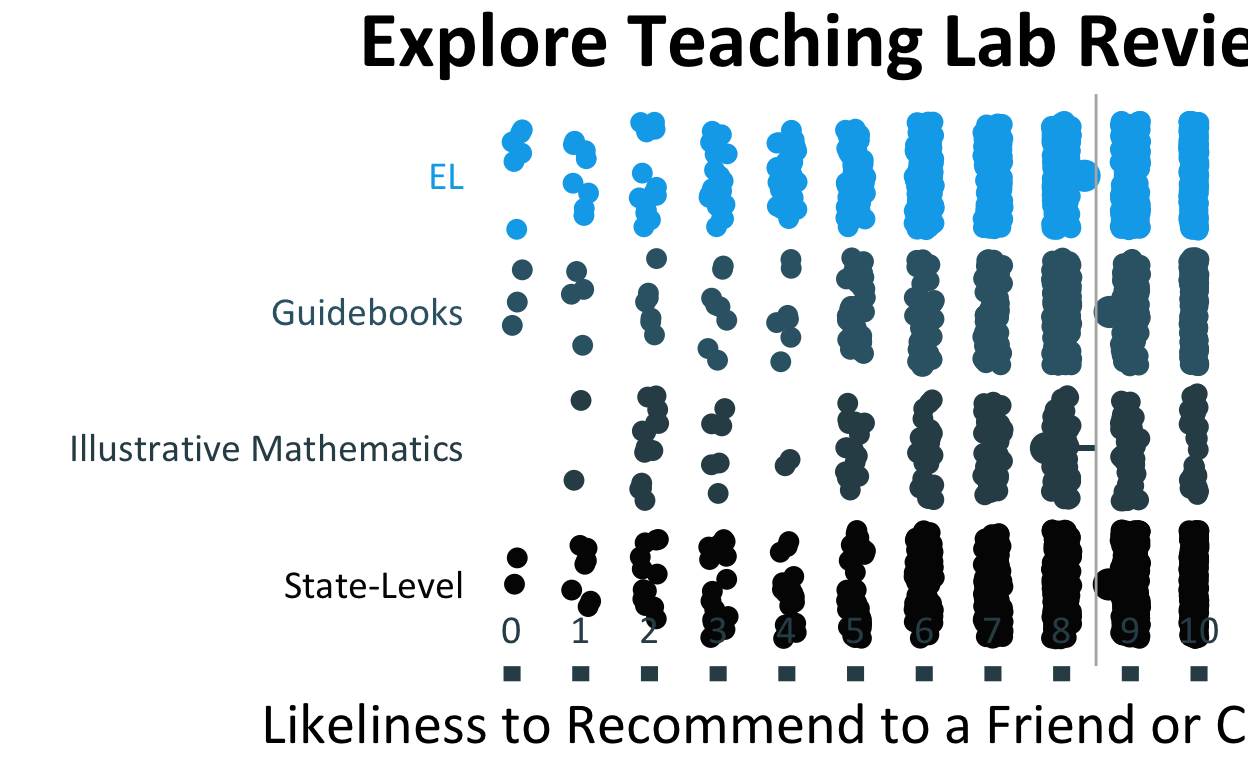 Explore Teaching Lab Revie
EL
Guidebooks
Illustrative Mathematics
State-Level
0 1 2 3 4 5 6 7 8 9 10
Likeliness to Recommend to a Friend or C